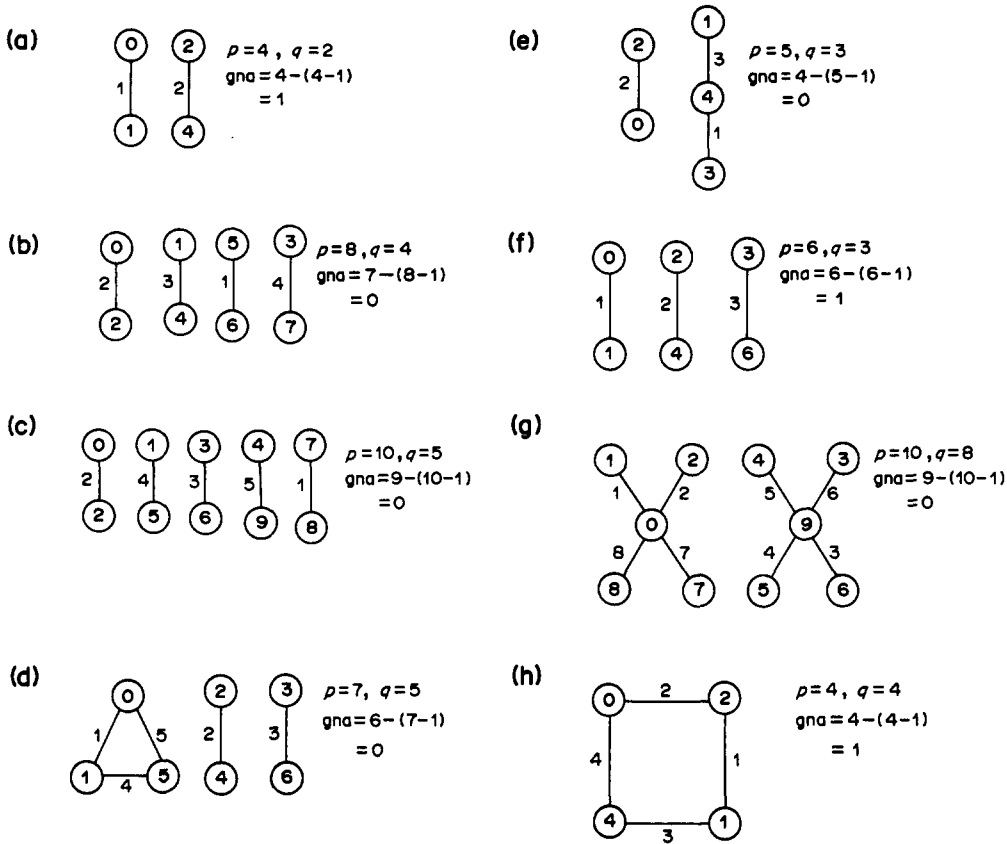 (a)
0 2
1 2
1 4
p=4, q=2
gna=4-(4-1)
=1
(b)
0 1 5 3
2 3 1 4
2 4 6 7
p=8, q=4
gna=7-(8-1)
=0
(c)
0 1 3 4 7
2 4 3 5 1
2 5 6 9 8
p=10, q=5
gna=9-(10-1)
=0
(d)
0 2 3
1 5 2 3
1 4 5 4 6
p=7, q=5
gna=6-(7-1)
=0
(e)
2 1
2 3
0 4
1
3
p=5, q=3
gna=4-(5-1)
=0
(f)
0 2 3
1 2 3
1 4 6
p=6, q=3
gna=6-(6-1)
=1
(g)
1 2 4 3
1 2 5 6
0 9
8 7 4 3
8 7 5 6
p=10, q=8
gna=9-(10-1)
=0
(h)
0 2 2
4 1
4 3 1
p=4, q=4
gna=4-(4-1)
=1